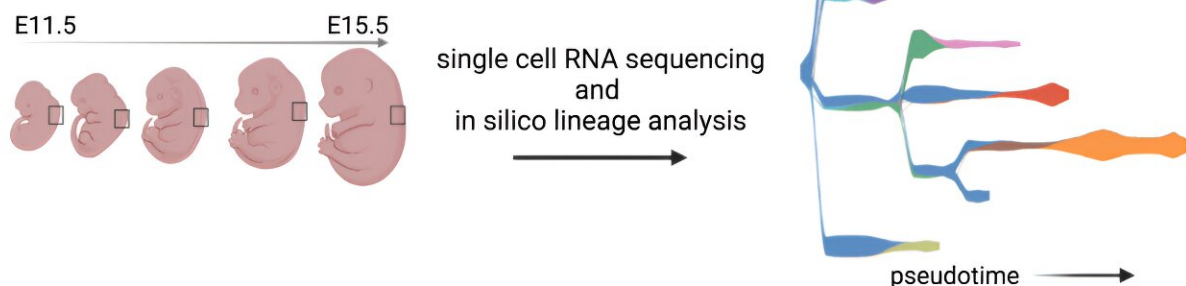 E11.5
E15.5
single cell RNA sequencing
and
in silico lineage analysis
pseudotime